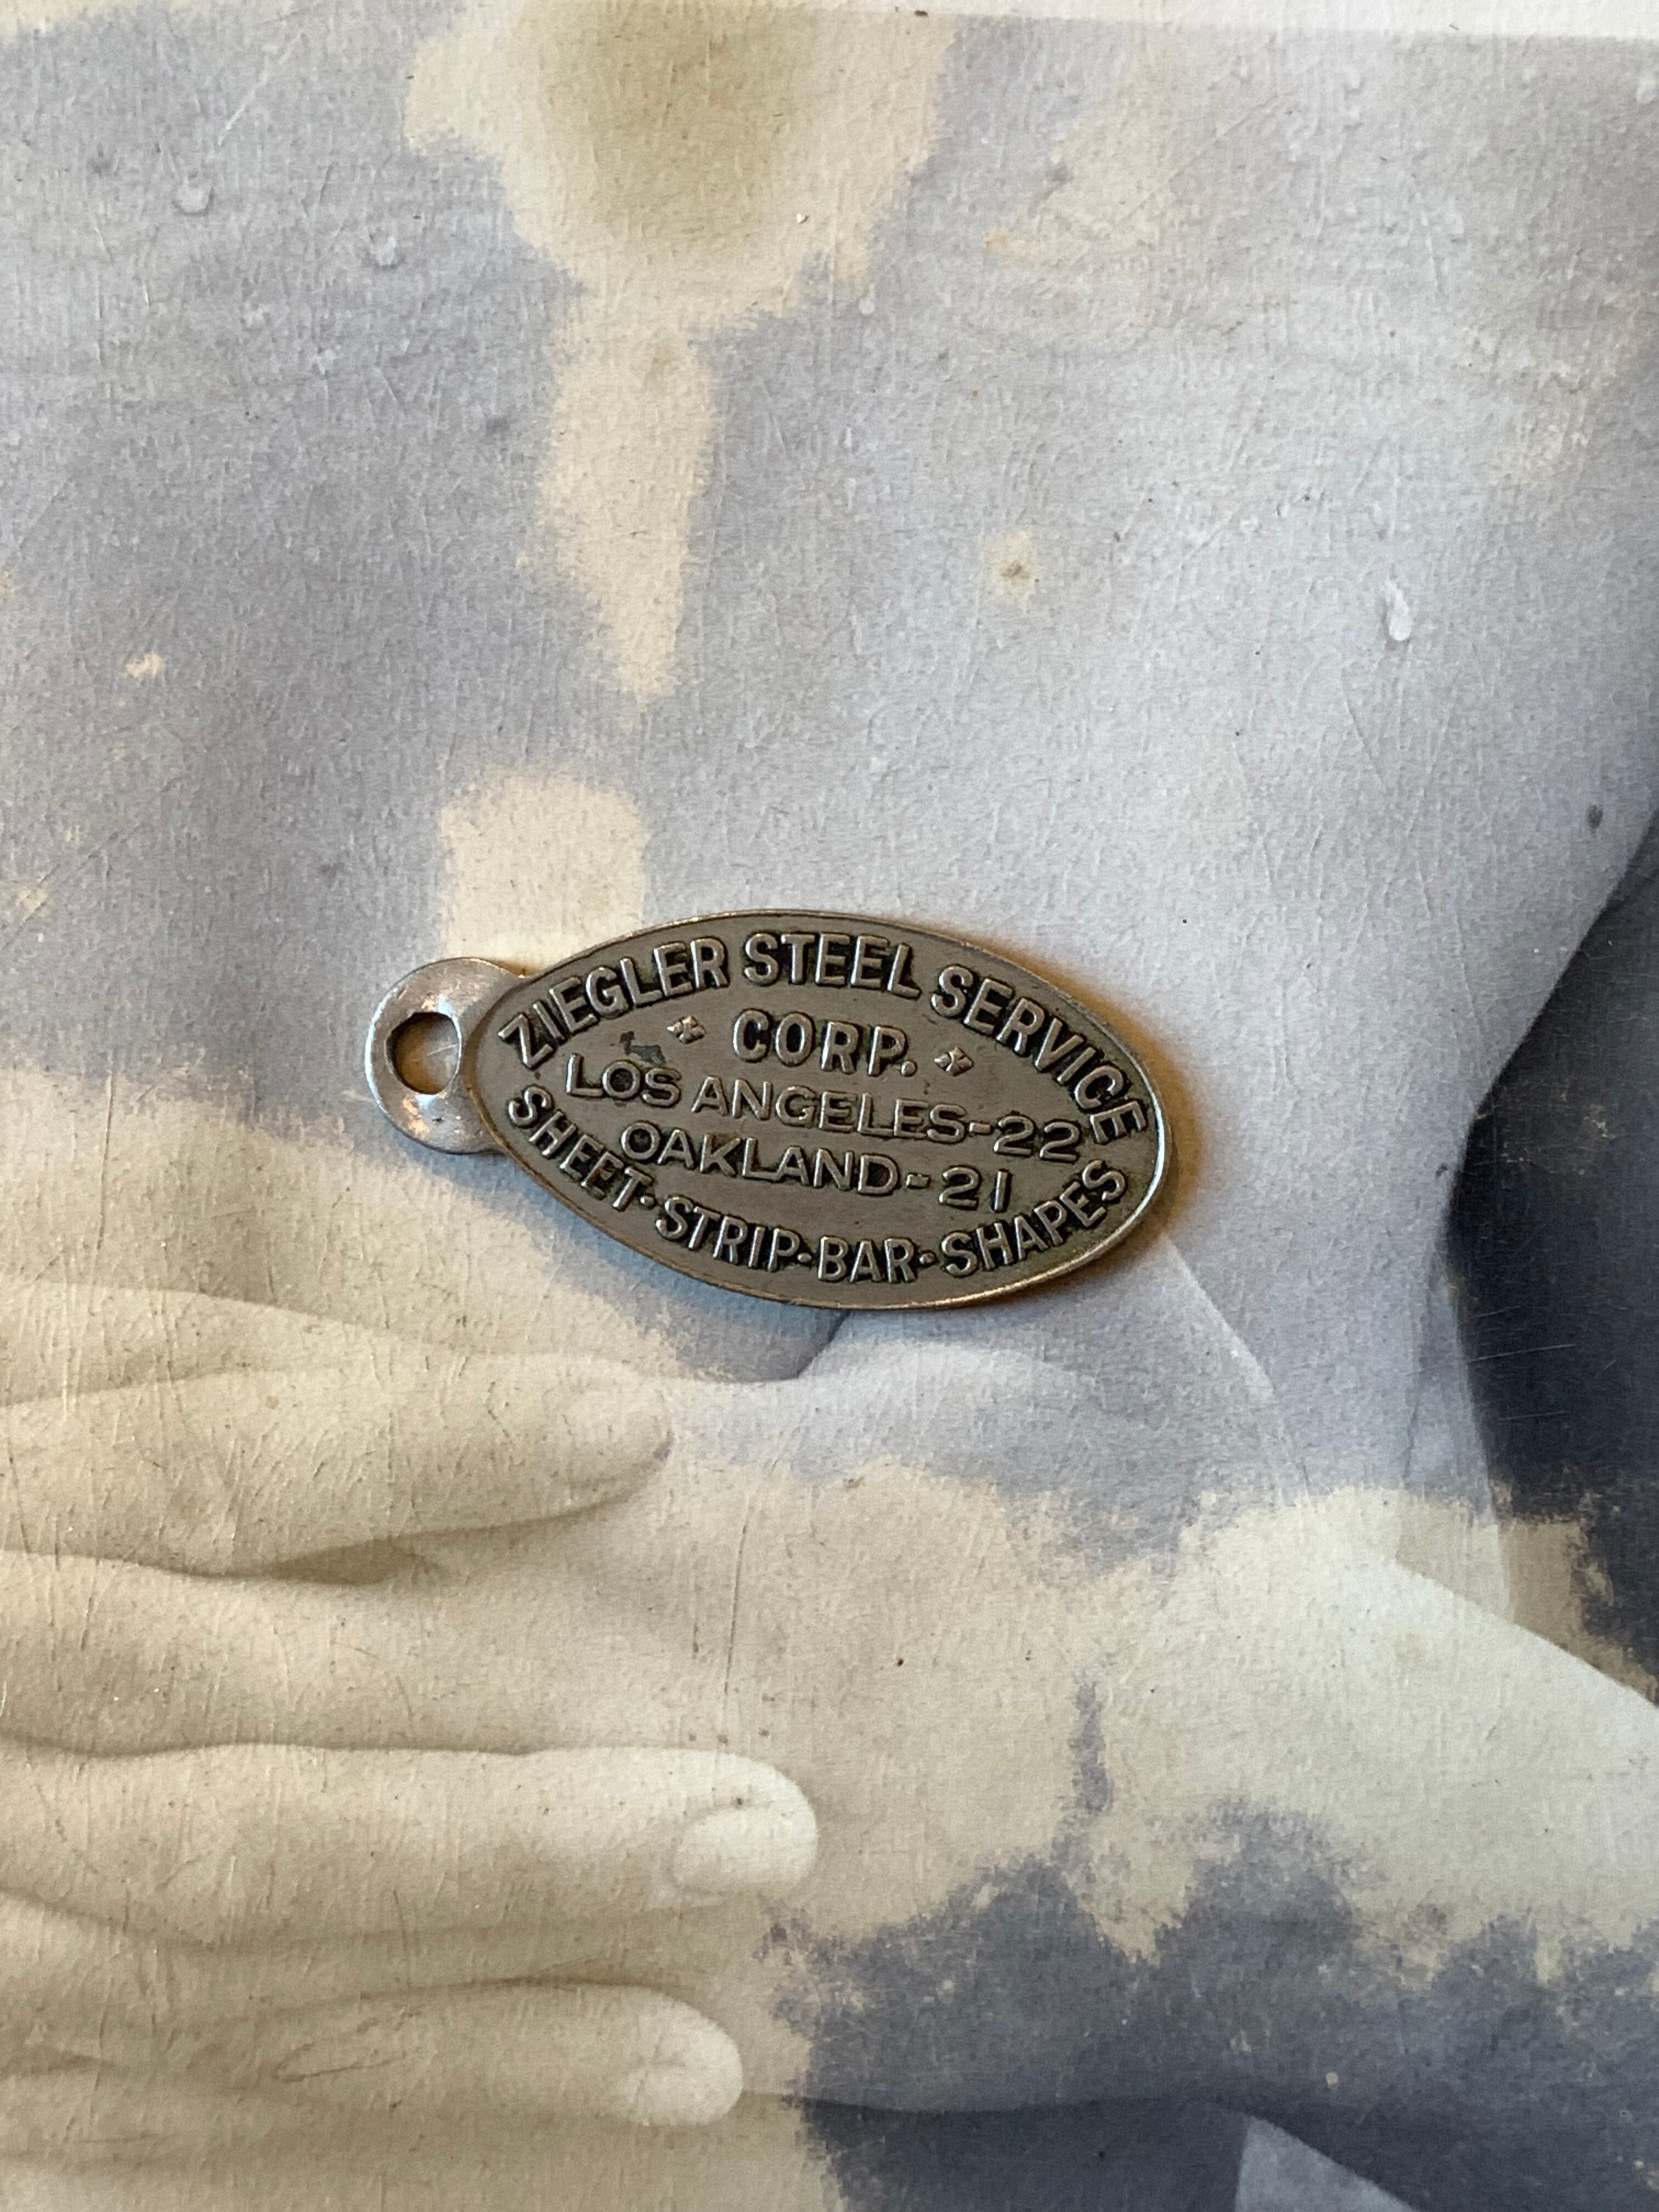 ZIEGLER STEEL SERVICE
CORP.
LOS ANGELES-22
OAKLAND-21
SHEET·STRIP·BAR·SHAPES